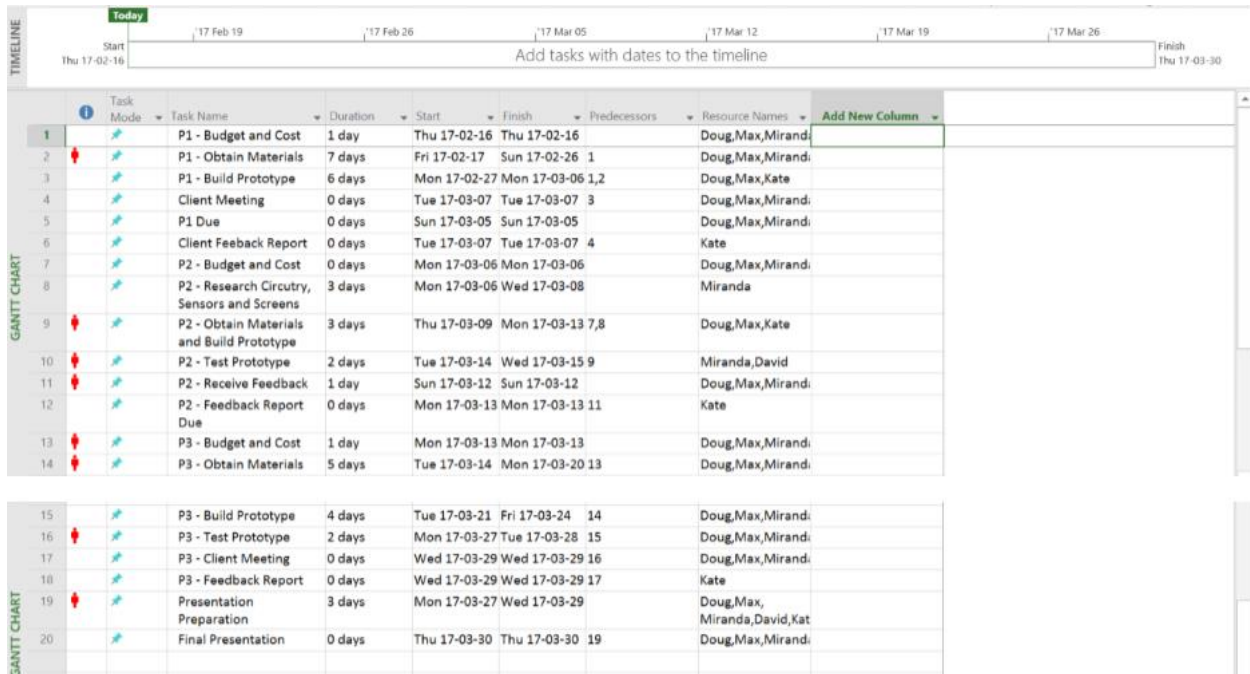 Today
'17 Feb 19 '17 Feb 26 '17 Mar 05 '17 Mar 12 '17 Mar 19 '17 Mar 26
TIMELINE
Start
Thu 17-02-16
Add tasks with dates to the timeline
Finish
Thu 17-03-30
GANTT CHART
Task
Mode Task Name Duration Start Finish Predecessors Resource Names Add New Column
1 P1 - Budget and Cost 1 day Thu 17-02-16 Thu 17-02-16 Doug,Max,Miranda
2 P1 - Obtain Materials 7 days Fri 17-02-17 Sun 17-02-26 1 Doug,Max,Miranda
3 P1 - Build Prototype 6 days Mon 17-02-27 Mon 17-03-06 1,2 Doug,Max,Kate
4 Client Meeting 0 days Tue 17-03-07 Tue 17-03-07 3 Doug,Max,Miranda
5 P1 Due 0 days Sun 17-03-05 Sun 17-03-05 Doug,Max,Miranda
6 Client Feeback Report 0 days Tue 17-03-07 Tue 17-03-07 4 Kate
7 P2 - Budget and Cost 0 days Mon 17-03-06 Mon 17-03-06 Doug,Max,Miranda
8 P2 - Research Circutry, 3 days Mon 17-03-06 Wed 17-03-08 Miranda
Sensors and Screens
9 P2 - Obtain Materials 3 days Thu 17-03-09 Mon 17-03-13 7,8 Doug,Max,Kate
and Build Prototype
10 P2 - Test Prototype 2 days Tue 17-03-14 Wed 17-03-15 9 Miranda,David
11 P2 - Receive Feedback 1 day Sun 17-03-12 Sun 17-03-12 Doug,Max,Miranda
12 P2 - Feedback Report 0 days Mon 17-03-13 Mon 17-03-13 11 Kate
Due
13 P3 - Budget and Cost 1 day Mon 17-03-13 Mon 17-03-13 Doug,Max,Miranda
14 P3 - Obtain Materials 5 days Tue 17-03-14 Mon 17-03-20 13 Doug,Max,Miranda
GANTT CHART
15 P3 - Build Prototype 4 days Tue 17-03-21 Fri 17-03-24 14 Doug,Max,Miranda
16 P3 - Test Prototype 2 days Mon 17-03-27 Tue 17-03-28 15 Doug,Max,Miranda
17 P3 - Client Meeting 0 days Wed 17-03-29 Wed 17-03-29 16 Doug,Max,Miranda
18 P3 - Feedback Report 0 days Wed 17-03-29 Wed 17-03-29 17 Kate
19 Presentation 3 days Mon 17-03-27 Wed 17-03-29 Doug,Max,
Preparation Miranda,David,Kat
20 Final Presentation 0 days Thu 17-03-30 Thu 17-03-30 19 Doug,Max,Miranda